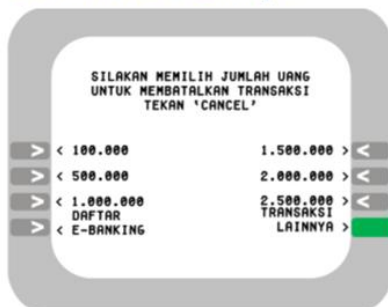 SILAKAN MEMILIH JUMLAH UANG
UNTUK MEMBATALKAN TRANSAKSI
TEKAN 'CANCEL'
> < 100.000 1.500.000 > <
> < 500.000 2.000.000 > <
> < 1.000.000 2.500.000 > <
DAFTAR TRANSAKSI
> < E-BANKING LAINNYA >